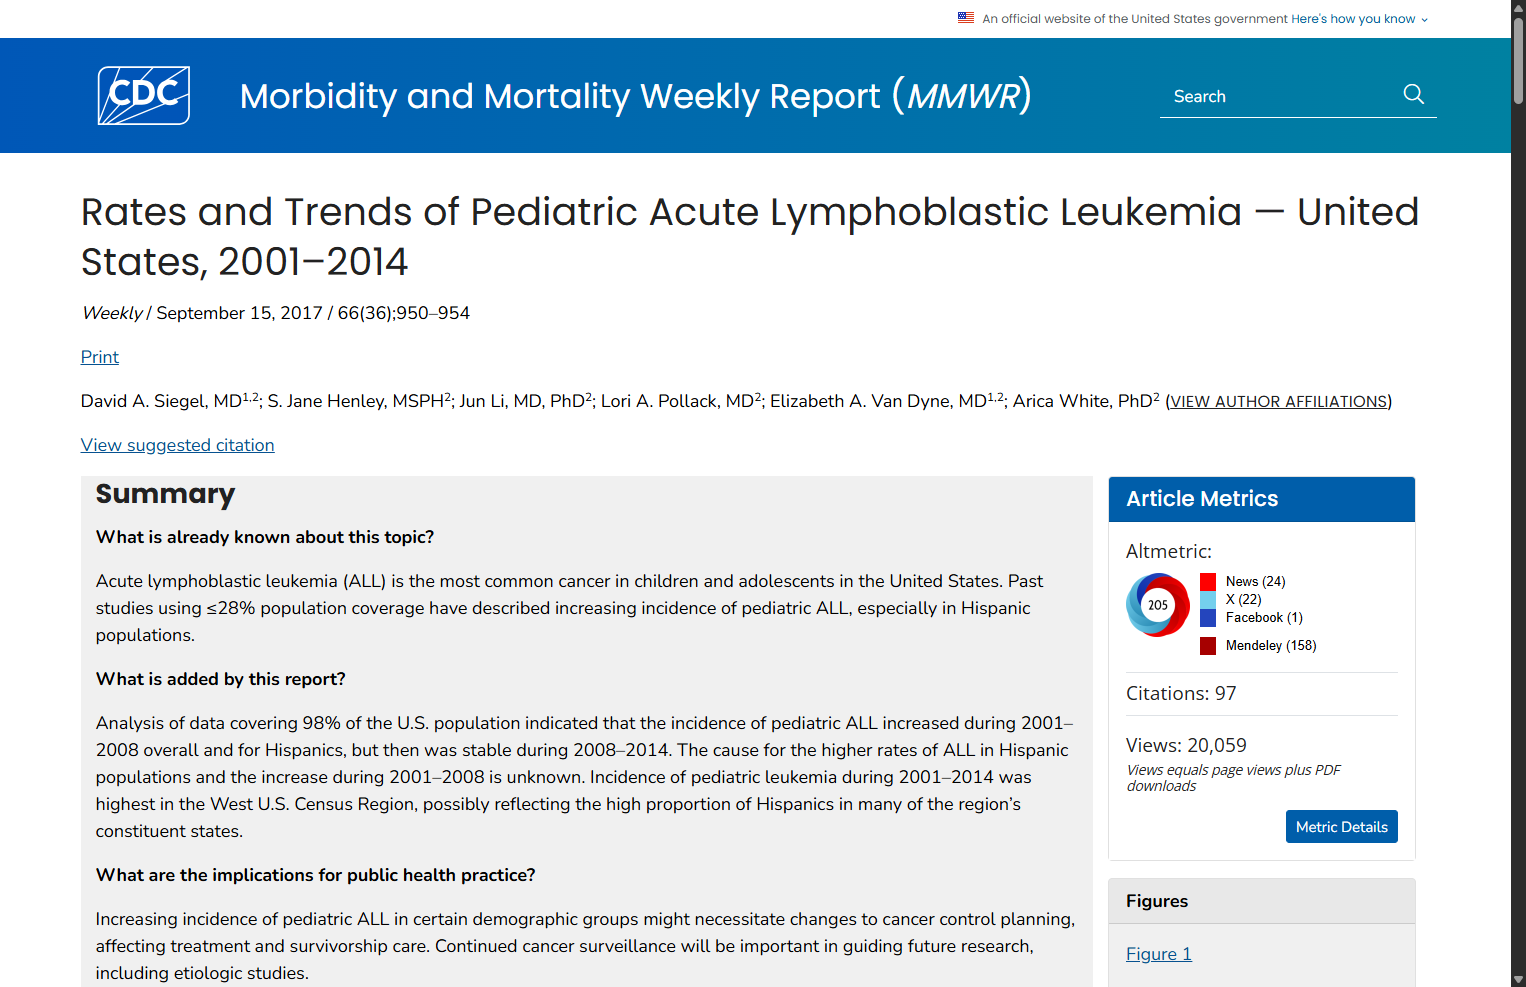 An official website of the United States government Here's how you know
CDC
Morbidity and Mortality Weekly Report (MMWR)
Search
Rates and Trends of Pediatric Acute Lymphoblastic Leukemia — United
States, 2001–2014
Weekly / September 15, 2017 / 66(36);950–954
Print
David A. Siegel, MD1,2; S. Jane Henley, MSPH2; Jun Li, MD, PhD2; Lori A. Pollack, MD2; Elizabeth A. Van Dyne, MD1,2; Arica White, PhD2 (VIEW AUTHOR AFFILIATIONS)
View suggested citation
Summary
What is already known about this topic?
Acute lymphoblastic leukemia (ALL) is the most common cancer in children and adolescents in the United States. Past
studies using ≤28% population coverage have described increasing incidence of pediatric ALL, especially in Hispanic
populations.
What is added by this report?
Analysis of data covering 98% of the U.S. population indicated that the incidence of pediatric ALL increased during 2001–
2008 overall and for Hispanics, but then was stable during 2008–2014. The cause for the higher rates of ALL in Hispanic
populations and the increase during 2001–2008 is unknown. Incidence of pediatric leukemia during 2001–2014 was
highest in the West U.S. Census Region, possibly reflecting the high proportion of Hispanics in many of the region's
constituent states.
What are the implications for public health practice?
Increasing incidence of pediatric ALL in certain demographic groups might necessitate changes to cancer control planning,
affecting treatment and survivorship care. Continued cancer surveillance will be important in guiding future research,
including etiologic studies.
Article Metrics
Altmetric:
205
News (24)
X (22)
Facebook (1)
Mendeley (158)
Citations: 97
Views: 20,059
Views equals page views plus PDF
downloads
Metric Details
Figures
Figure 1